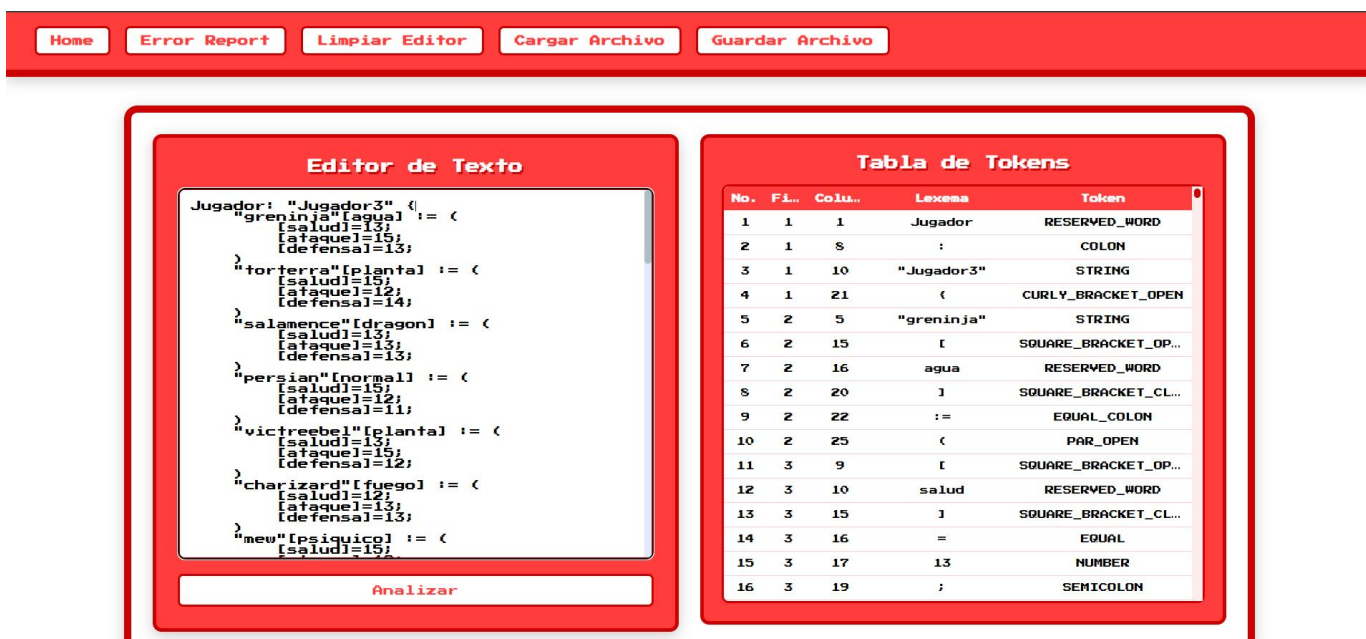 Home Error Report Limpiar Editor Cargar Archivo Guardar Archivo
Editor de Texto
Jugador: "Jugador3" {
"greninja"[agua] := (
[salud]=13;
[ataque]=15;
[defensa]=13;
)
"torterra"[planta] := (
[salud]=15;
[ataque]=12;
[defensa]=14;
)
"salamence"[dragon] := (
[salud]=13;
[ataque]=13;
[defensa]=13;
)
"persian"[normal] := (
[salud]=15;
[ataque]=12;
[defensa]=11;
)
"victreebel"[planta] := (
[salud]=13;
[ataque]=15;
[defensa]=12;
)
"charizard"[fuego] := (
[salud]=12;
[ataque]=13;
[defensa]=13;
)
"mew"[psiquico] := (
[salud]=15;
Analizar
Tabla de Tokens
No. Fi... Colu... Lexema Token
1 1 1 Jugador RESERVED_WORD
2 1 8 : COLON
3 1 10 "Jugador3" STRING
4 1 21 { CURLY_BRACKET_OPEN
5 2 5 "greninja" STRING
6 2 15 [ SQUARE_BRACKET_OP...
7 2 16 agua RESERVED_WORD
8 2 20 ] SQUARE_BRACKET_CL...
9 2 22 := EQUAL_COLON
10 2 25 ( PAR_OPEN
11 3 9 [ SQUARE_BRACKET_OP...
12 3 10 salud RESERVED_WORD
13 3 15 ] SQUARE_BRACKET_CL...
14 3 16 = EQUAL
15 3 17 13 NUMBER
16 3 19 ; SEMICOLON